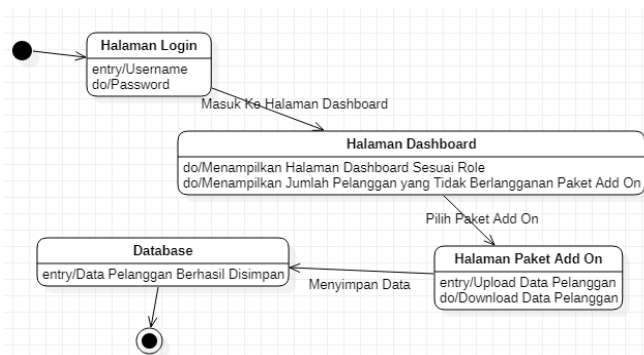 Halaman Login
entry/Username
do/Password
Masuk Ke Halaman Dashboard
Halaman Dashboard
do/Menampilkan Halaman Dashboard Sesuai Role
do/Menampilkan Jumlah Pelanggan yang Tidak Berlangganan Paket Add On
Pilih Paket Add On
Halaman Paket Add On
entry/Upload Data Pelanggan
do/Download Data Pelanggan
Menyimpan Data
Database
entry/Data Pelanggan Berhasil Disimpan